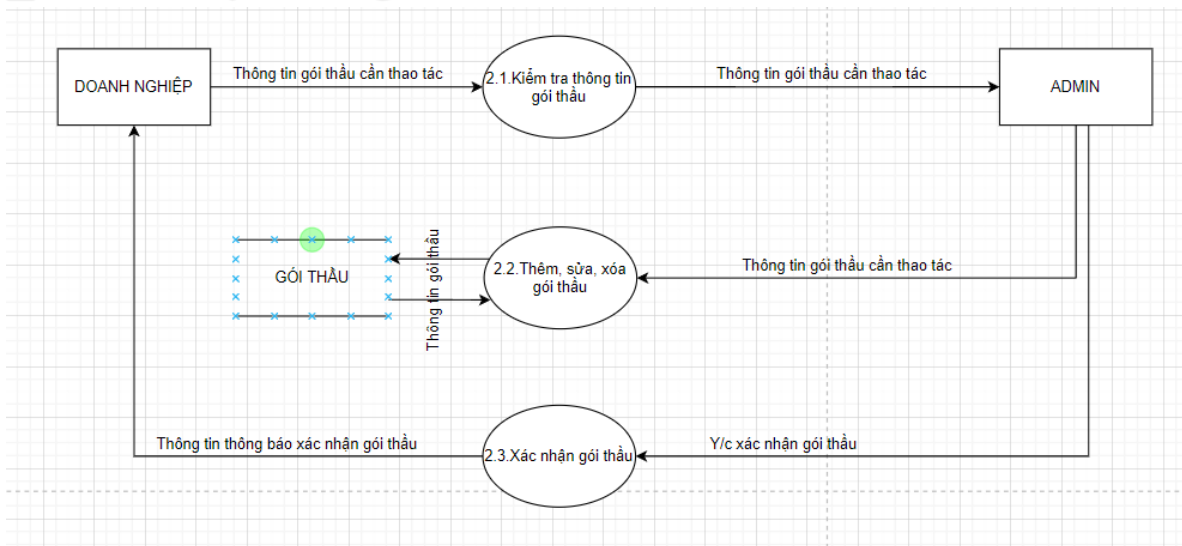 DOANH NGHIỆP
Thông tin gói thầu cần thao tác
2.1.Kiểm tra thông tin
gói thầu
Thông tin gói thầu cần thao tác
ADMIN
GÓI THẦU
Thông tin gói thầu
2.2.Thêm, sửa, xóa
gói thầu
Thông tin gói thầu cần thao tác
Thông tin thông báo xác nhận gói thầu
2.3.Xác nhận gói thầu
Y/c xác nhận gói thầu